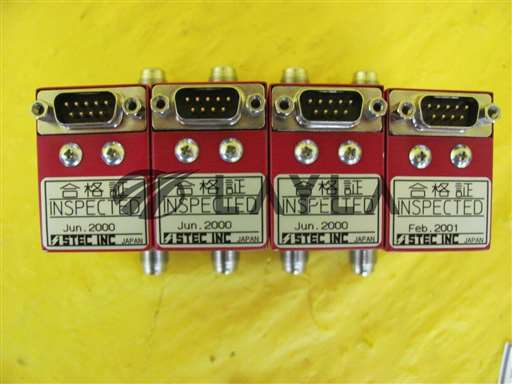 合格証
INSPECTED
Jun. 2000
STEC INC JAPAN
合格証
INSPECTED
Jun. 2000
STEC INC JAPAN
合格証
INSPECTED
Jun. 2000
STEC INC JAPAN
合格証
INSPECTED
Feb. 2001
STEC INC JAPAN